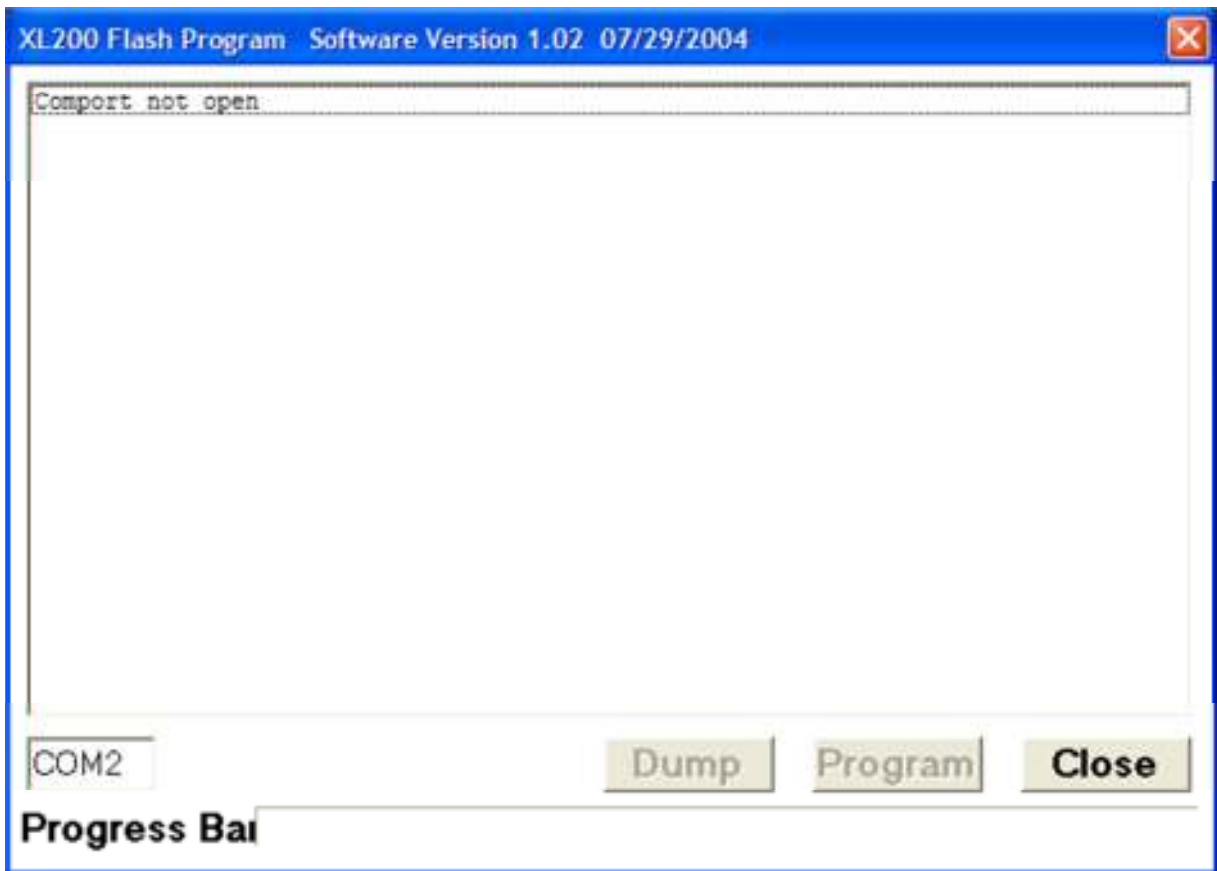 XL200 Flash Program Software Version 1.02 07/29/2004
Comport not open
COM2
Dump Program Close
Progress Bar